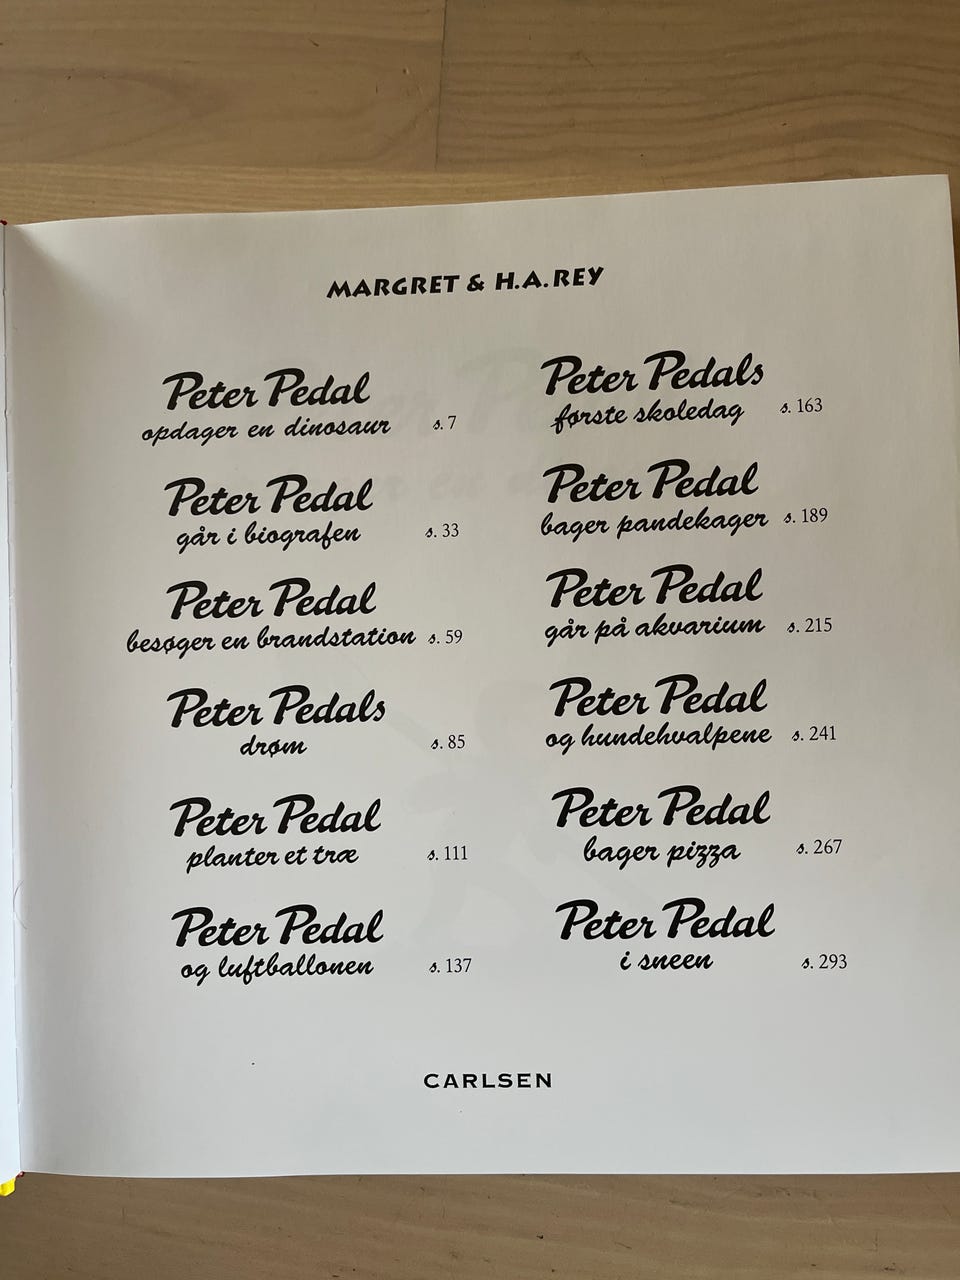 MARGRET & H.A. REY
Peter Pedal
opdager en dinosaur s. 7
Peter Pedal
går i biografen s. 33
Peter Pedal
besøger en brandstation s. 59
Peter Pedals
drøm s. 85
Peter Pedal
planter et træ s. 111
Peter Pedal
og luftballonen s. 137
Peter Pedals
første skoledag s. 163
Peter Pedal
bager pandekager s. 189
Peter Pedal
går på akvarium s. 215
Peter Pedal
og hundehvalpene s. 241
Peter Pedal
bager pizza s. 267
Peter Pedal
i sneen s. 293
CARLSEN